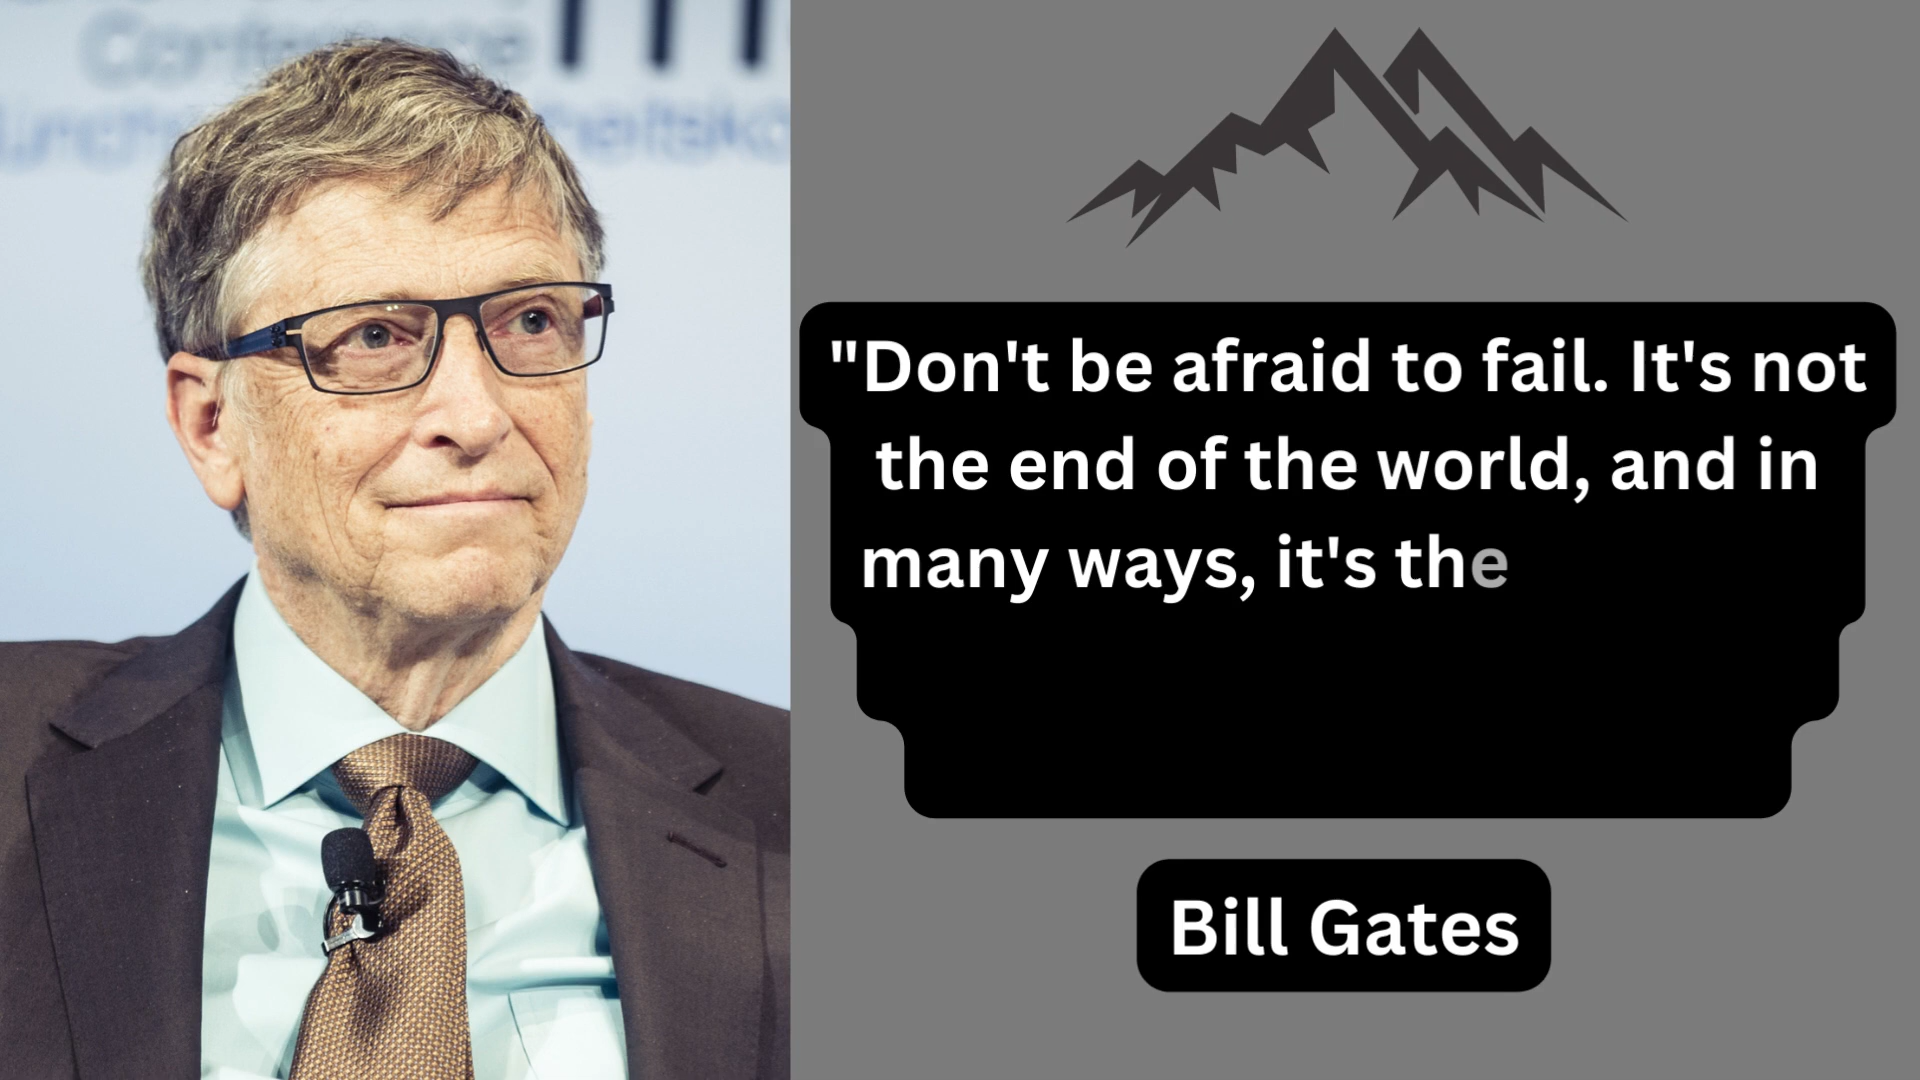 Conference
"Don't be afraid to fail. It's not
the end of the world, and in
many ways, it's the
Bill Gates